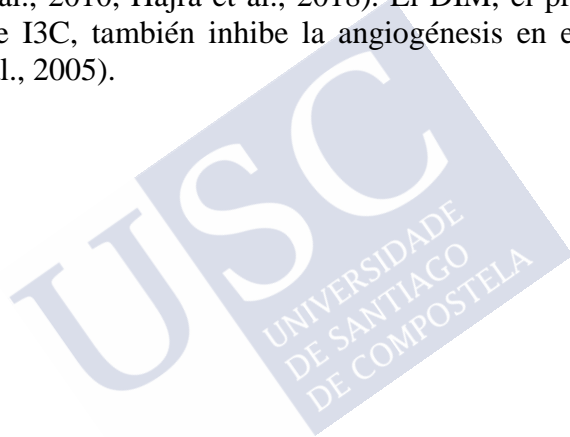 al., 2010; Hajra et al., 2018). El DIM, el pr
e I3C, también inhibe la angiogénesis en e
l., 2005).
USC
UNIVERSIDADE
DE SANTIAGO
DE COMPOSTELA